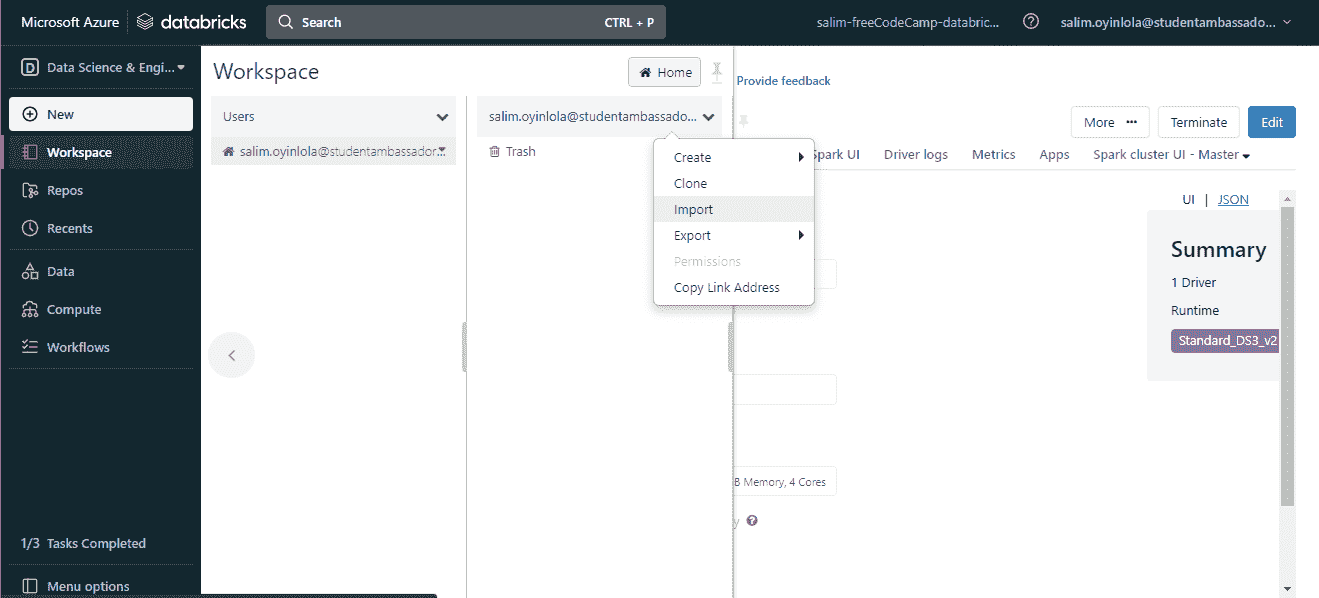 Microsoft Azure
databricks
Search
CTRL + P
salim-freeCodeCamp-databric...
salim.oyinlola@studentambassado...
Data Science & Engi...
New
Workspace
Repos
Recents
Data
Compute
Workflows
1/3 Tasks Completed
Menu options
Workspace
Home
Users
salim.oyinlola@studentambassador...
salim.oyinlola@studentambassado...
Trash
Create
Clone
Import
Export
Permissions
Copy Link Address
Provide feedback
More
Terminate
Edit
Spark UI
Driver logs
Metrics
Apps
Spark cluster UI - Master
UI | JSON
Summary
1 Driver
Runtime
Standard_DS3_v2
B Memory, 4 Cores
y